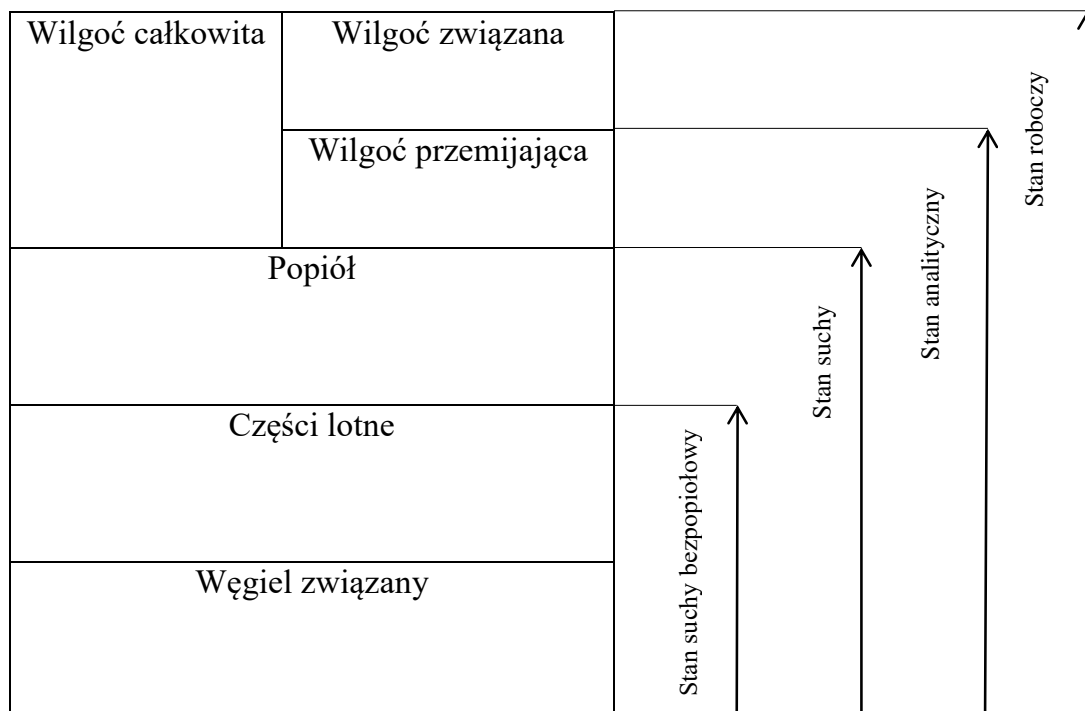 Wilgoć całkowita
Wilgoć związana
Wilgoć przemijająca
Popiół
Części lotne
Węgiel związany
Stan suchy bezpopiołowy
Stan suchy
Stan analityczny
Stan roboczy